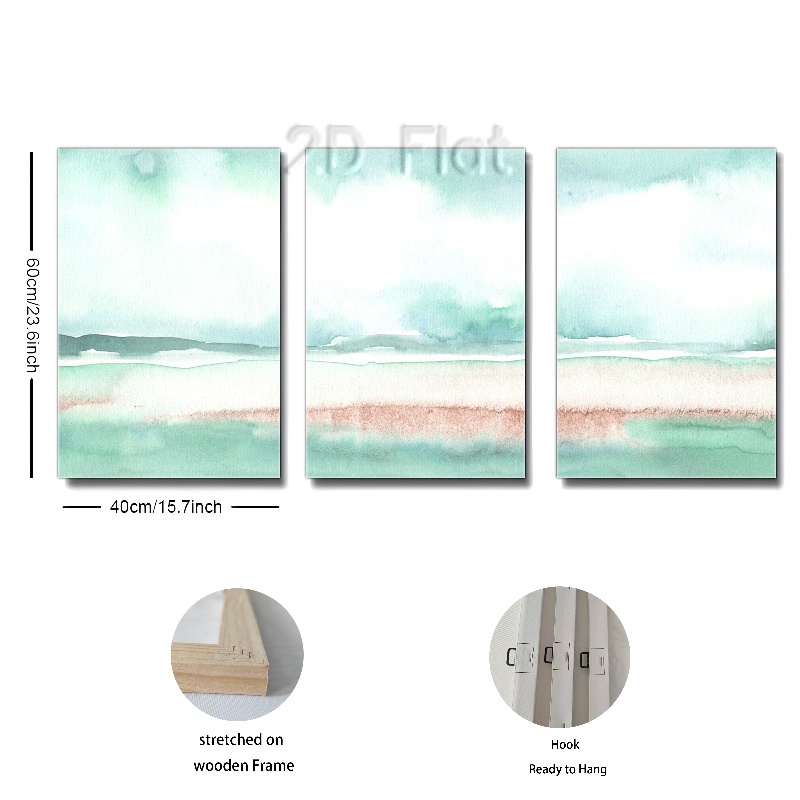 2D Flat
60cm/23.6inch
40cm/15.7inch
stretched on
wooden Frame
Hook
Ready to Hang